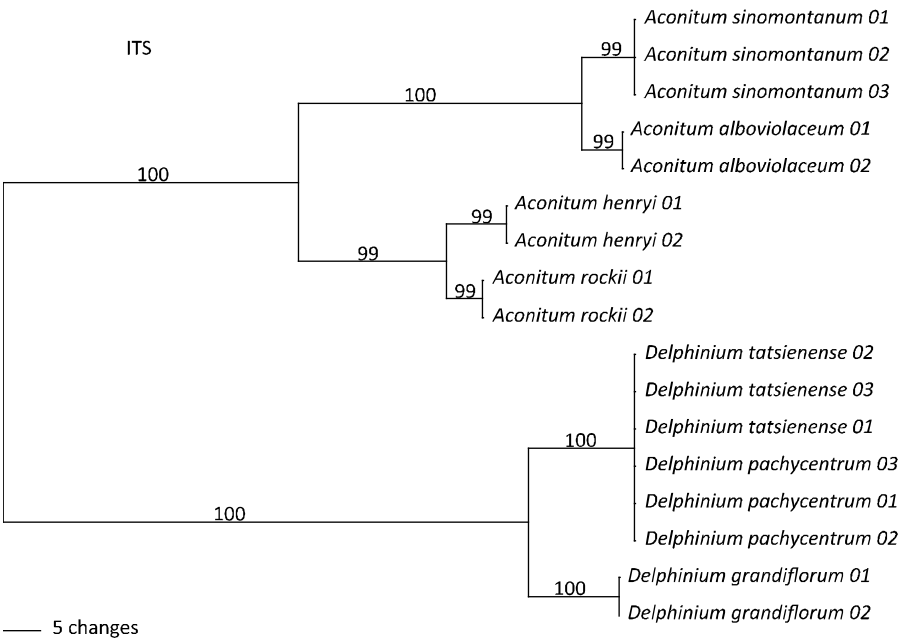 Aconitum sinomontanum 01
ITS
99
Aconitum sinomontanum 02
Aconitum sinomontanum 03
100
Aconitum alboviolaceum 01
99
Aconitum alboviolaceum 02
100
Aconitum henryi 01
99
Aconitum henryi 02
99
Aconitum rockii 01
99
Aconitum rockii 02
Delphinium tatsienense 02
Delphinium tatsienense 03
Delphinium tatsienense 01
100
Delphinium pachycentrum 03
Delphinium pachycentrum 01
100
Delphinium pachycentrum 02
Delphinium grandiflorum 01
100
Delphinium grandiflorum 02
5 changes